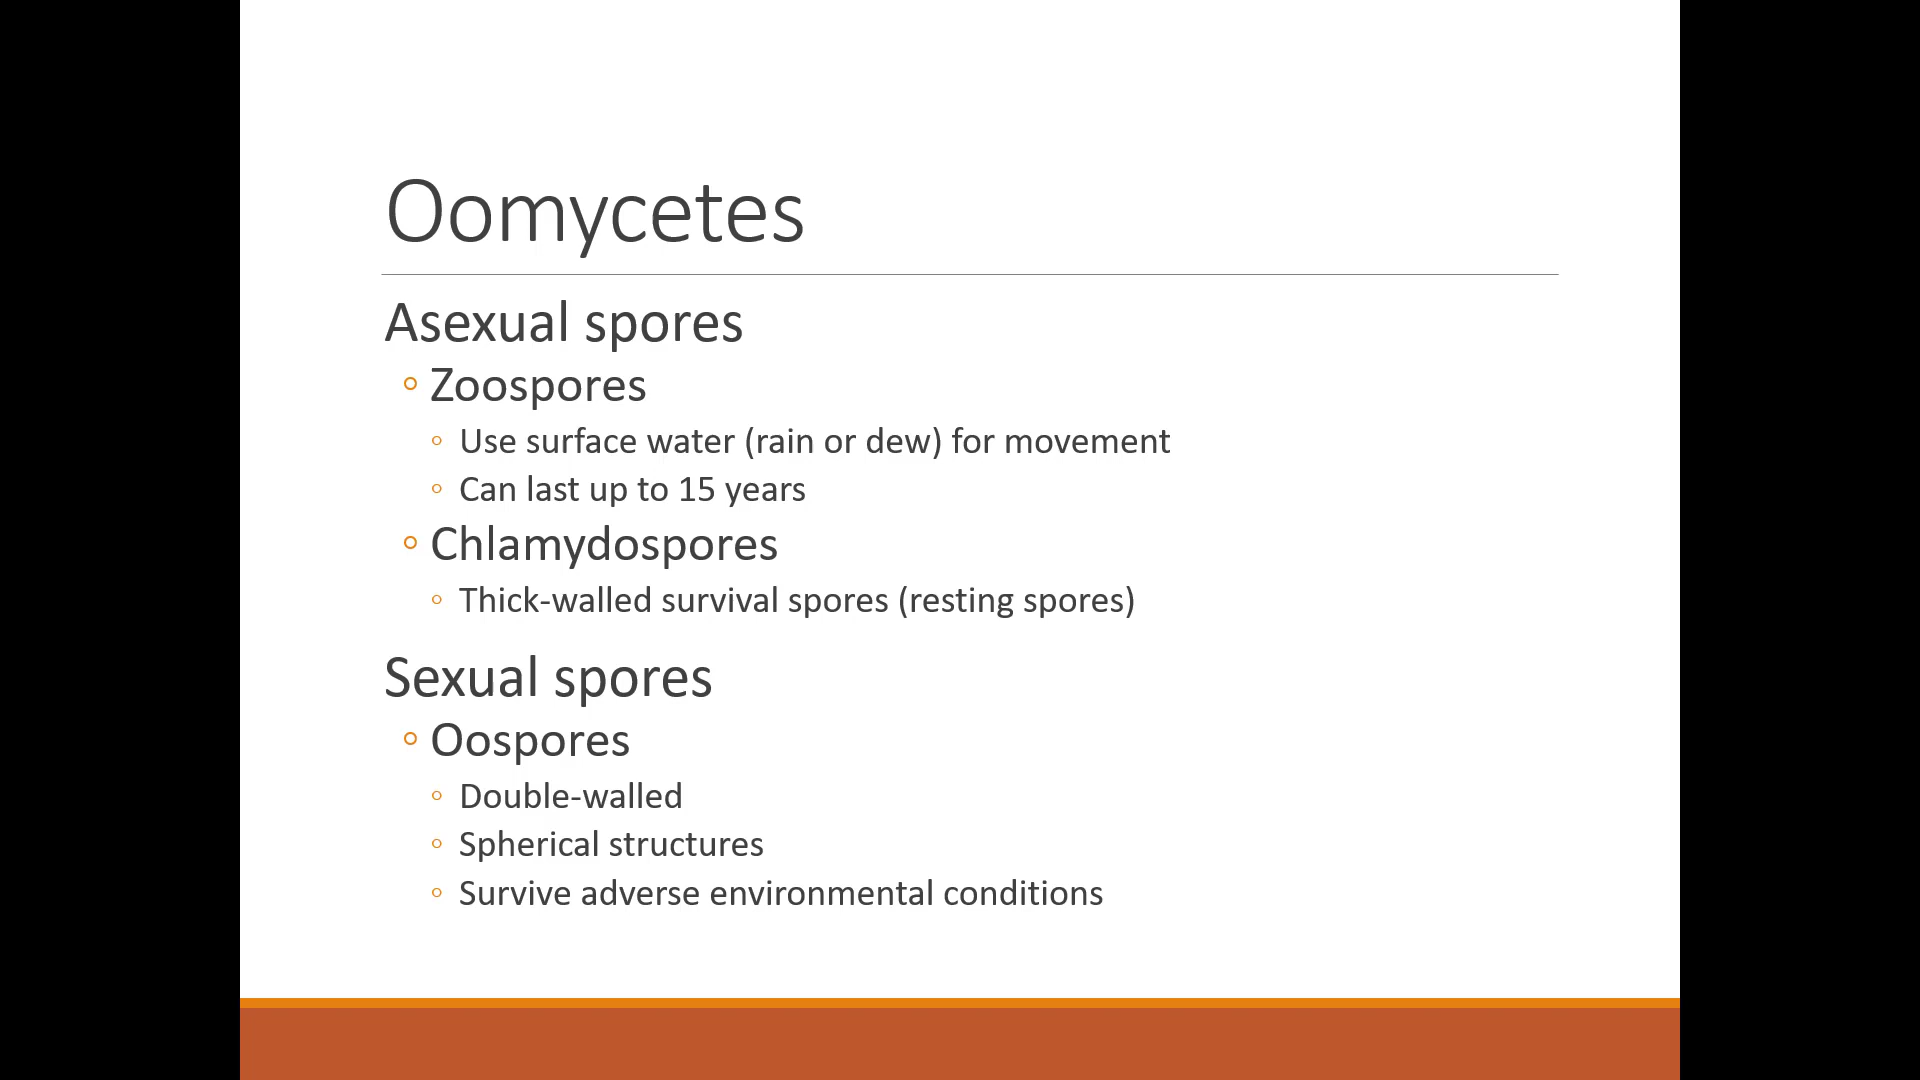 Oomycetes
Asexual spores
Zoospores
Use surface water (rain or dew) for movement
Can last up to 15 years
Chlamydospores
Thick-walled survival spores (resting spores)
Sexual spores
Oospores
Double-walled
Spherical structures
Survive adverse environmental conditions